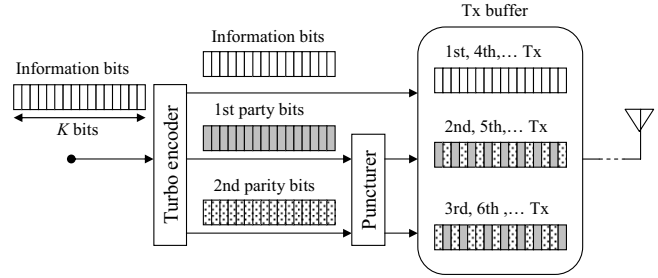 Tx buffer
Information bits
1st, 4th,... Tx
Information bits
K bits
1st party bits
2nd, 5th,... Tx
Turbo encoder
Puncturer
2nd parity bits
3rd, 6th ,... Tx